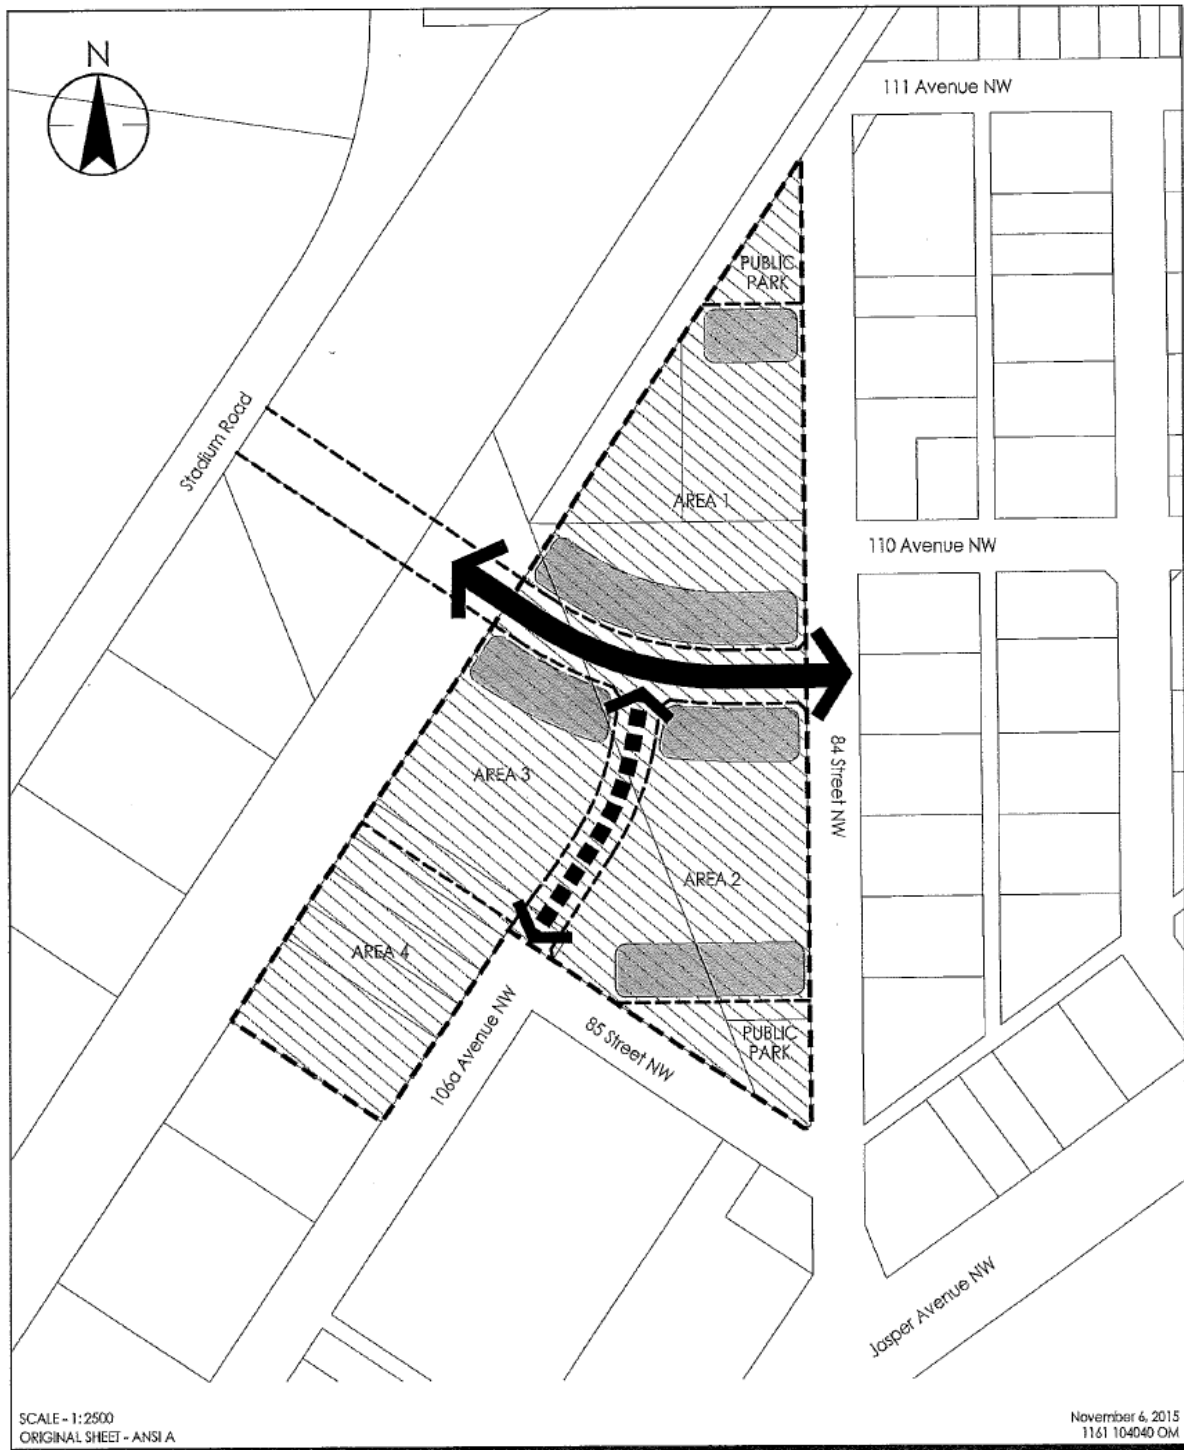 N
111 Avenue NW
PUBLIC
PARK
Stadium Road
AREA 1
110 Avenue NW
84 Street NW
AREA 3
AREA 2
AREA 4
106a Avenue NW
85 Street NW
PUBLIC
PARK
Jasper Avenue NW
SCALE - 1:2500
ORIGINAL SHEET - ANSI A
November 6, 2015
1161 104040 OM